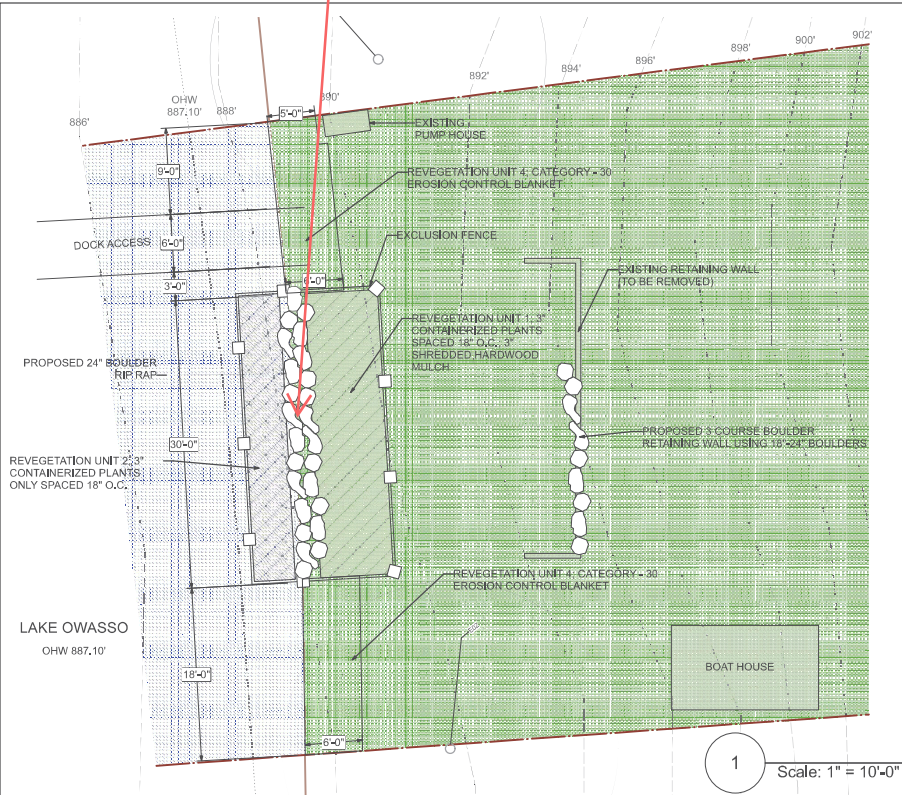 902'
900'
898'
896'
894'
892'
890'
OHW
887.10'
888'
886'
5'-0"
EXISTING
PUMP HOUSE
9'-0"
REVEGETATION UNIT 4; CATEGORY - 30
EROSION CONTROL BLANKET
DOCK ACCESS
6'-0"
EXCLUSION FENCE
3'-0"
EXISTING RETAINING WALL
(TO BE REMOVED)
REVEGETATION UNIT 1, 3"
CONTAINERIZED PLANTS
SPACED 18" O.C., 3"
SHREDDED HARDWOOD
MULCH
PROPOSED 24" BOULDER
RIP RAP
30'-0"
PROPOSED 3 COURSE BOULDER
RETAINING WALL USING 18"-24" BOULDERS
REVEGETATION UNIT 2, 3"
CONTAINERIZED PLANTS
ONLY SPACED 18" O.C.
REVEGETATION UNIT 4; CATEGORY - 30
EROSION CONTROL BLANKET
LAKE OWASSO
OHW 887.10'
BOAT HOUSE
18'-0"
6'-0"
1
Scale: 1" = 10'-0"